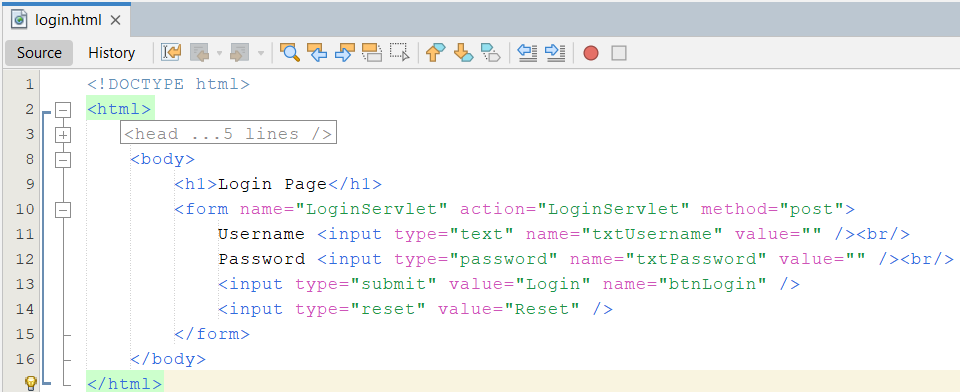 login.html
Source History
1 <!DOCTYPE html>
2 <html>
3 <head ...5 lines />
8 <body>
9 <h1>Login Page</h1>
10 <form name="LoginServlet" action="LoginServlet" method="post">
11 Username <input type="text" name="txtUsername" value="" /><br/>
12 Password <input type="password" name="txtPassword" value="" /><br/>
13 <input type="submit" value="Login" name="btnLogin" />
14 <input type="reset" value="Reset" />
15 </form>
16 </body>
</html>